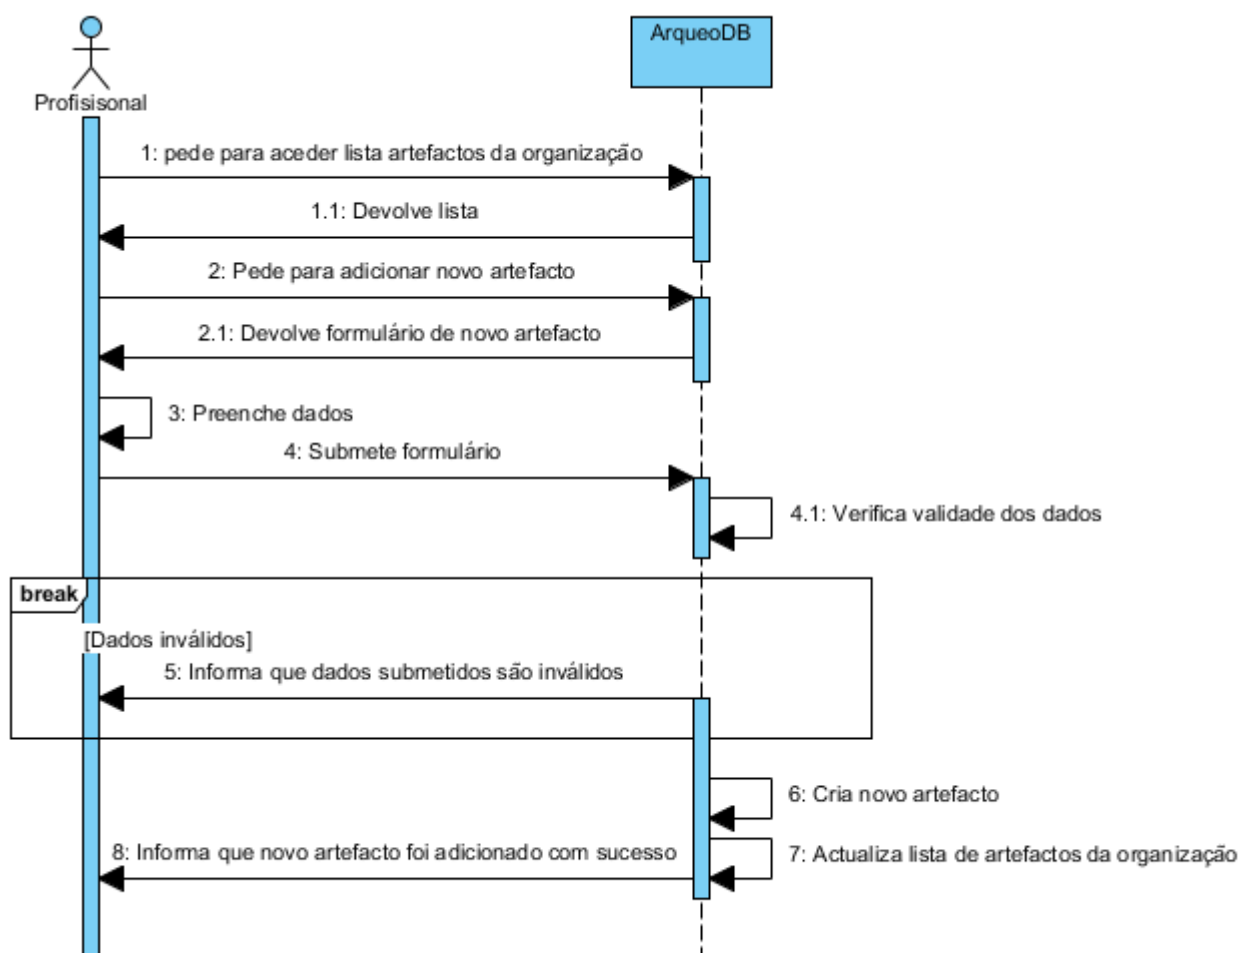 ArqueoDB
Profisisonal
1: pede para aceder lista artefactos da organização
1.1: Devolve lista
2: Pede para adicionar novo artefacto
2.1: Devolve formulário de novo artefacto
3: Preenche dados
4: Submete formulário
4.1: Verifica validade dos dados
break
[Dados inválidos]
5: Informa que dados submetidos são inválidos
6: Cria novo artefacto
8: Informa que novo artefacto foi adicionado com sucesso
7: Actualiza lista de artefactos da organização